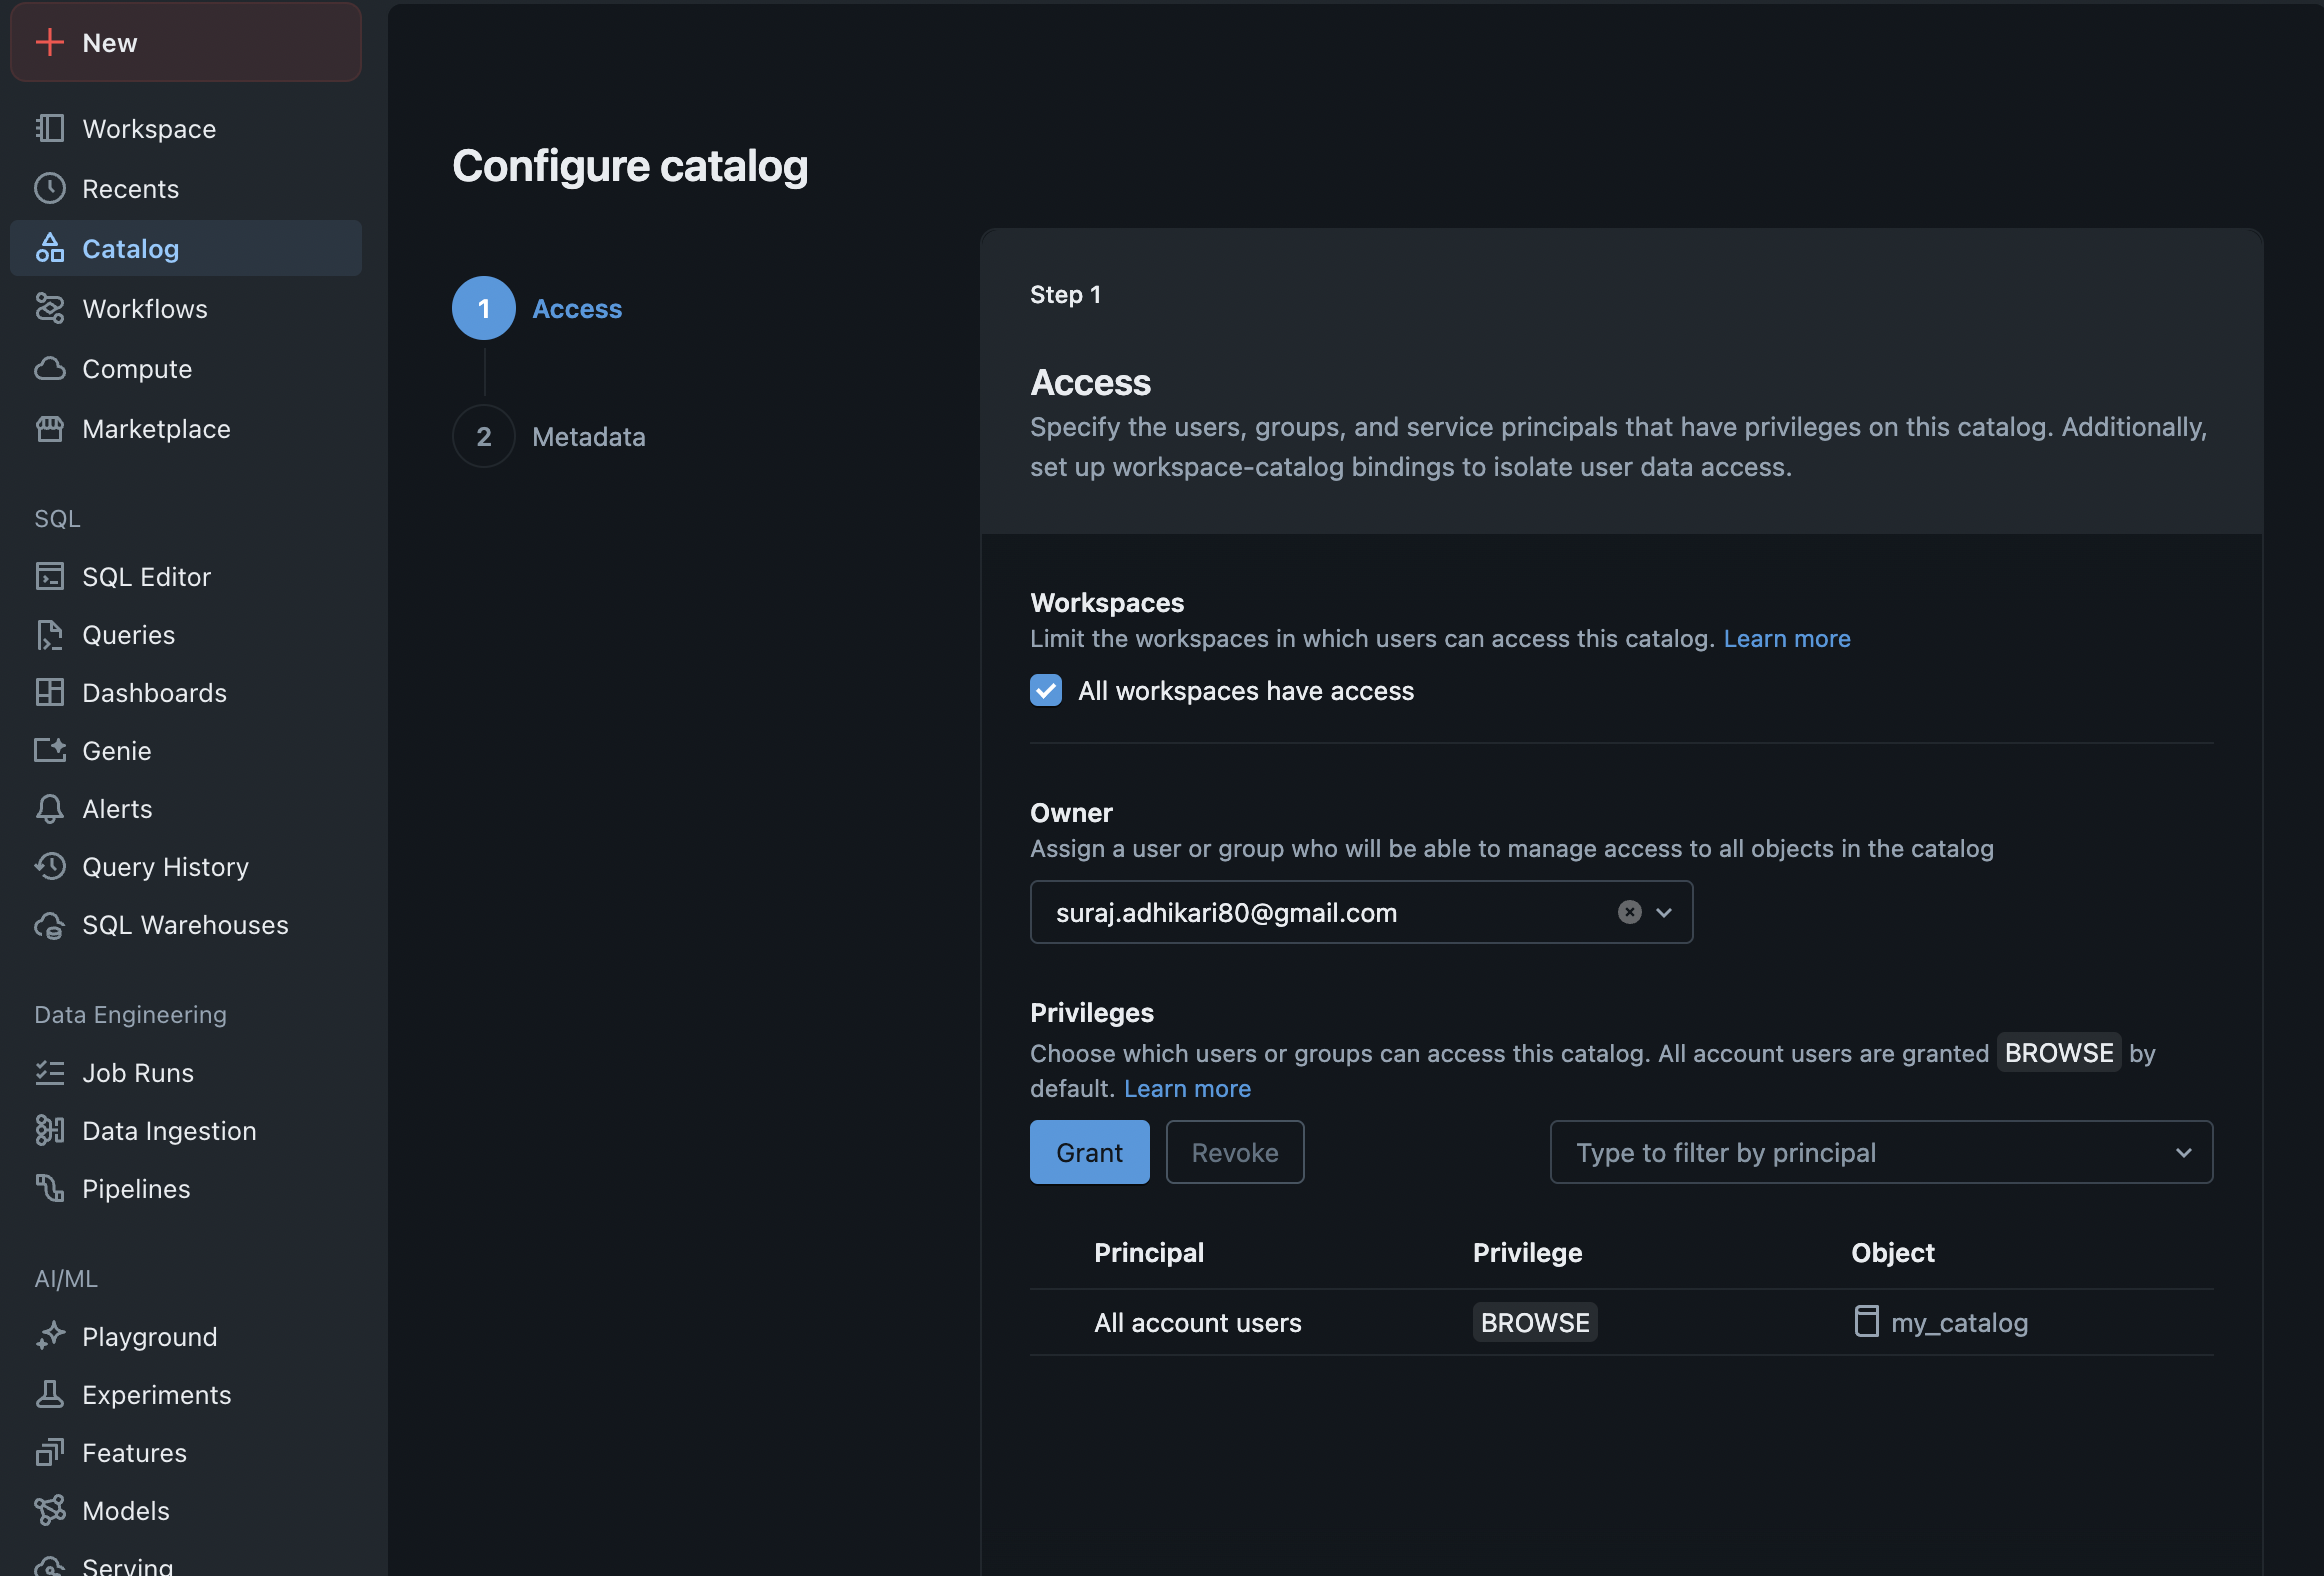 New
Workspace
Recents
Catalog
Workflows
Compute
Marketplace
SQL
SQL Editor
Queries
Dashboards
Genie
Alerts
Query History
SQL Warehouses
Data Engineering
Job Runs
Data Ingestion
Pipelines
AI/ML
Playground
Experiments
Features
Models
Serving
Configure catalog
1 Access
2 Metadata
Step 1
Access
Specify the users, groups, and service principals that have privileges on this catalog. Additionally,
set up workspace-catalog bindings to isolate user data access.
Workspaces
Limit the workspaces in which users can access this catalog. Learn more
All workspaces have access
Owner
Assign a user or group who will be able to manage access to all objects in the catalog
suraj.adhikari80@gmail.com
Privileges
Choose which users or groups can access this catalog. All account users are granted BROWSE by
default. Learn more
Grant Revoke Type to filter by principal
Principal Privilege Object
All account users BROWSE my_catalog